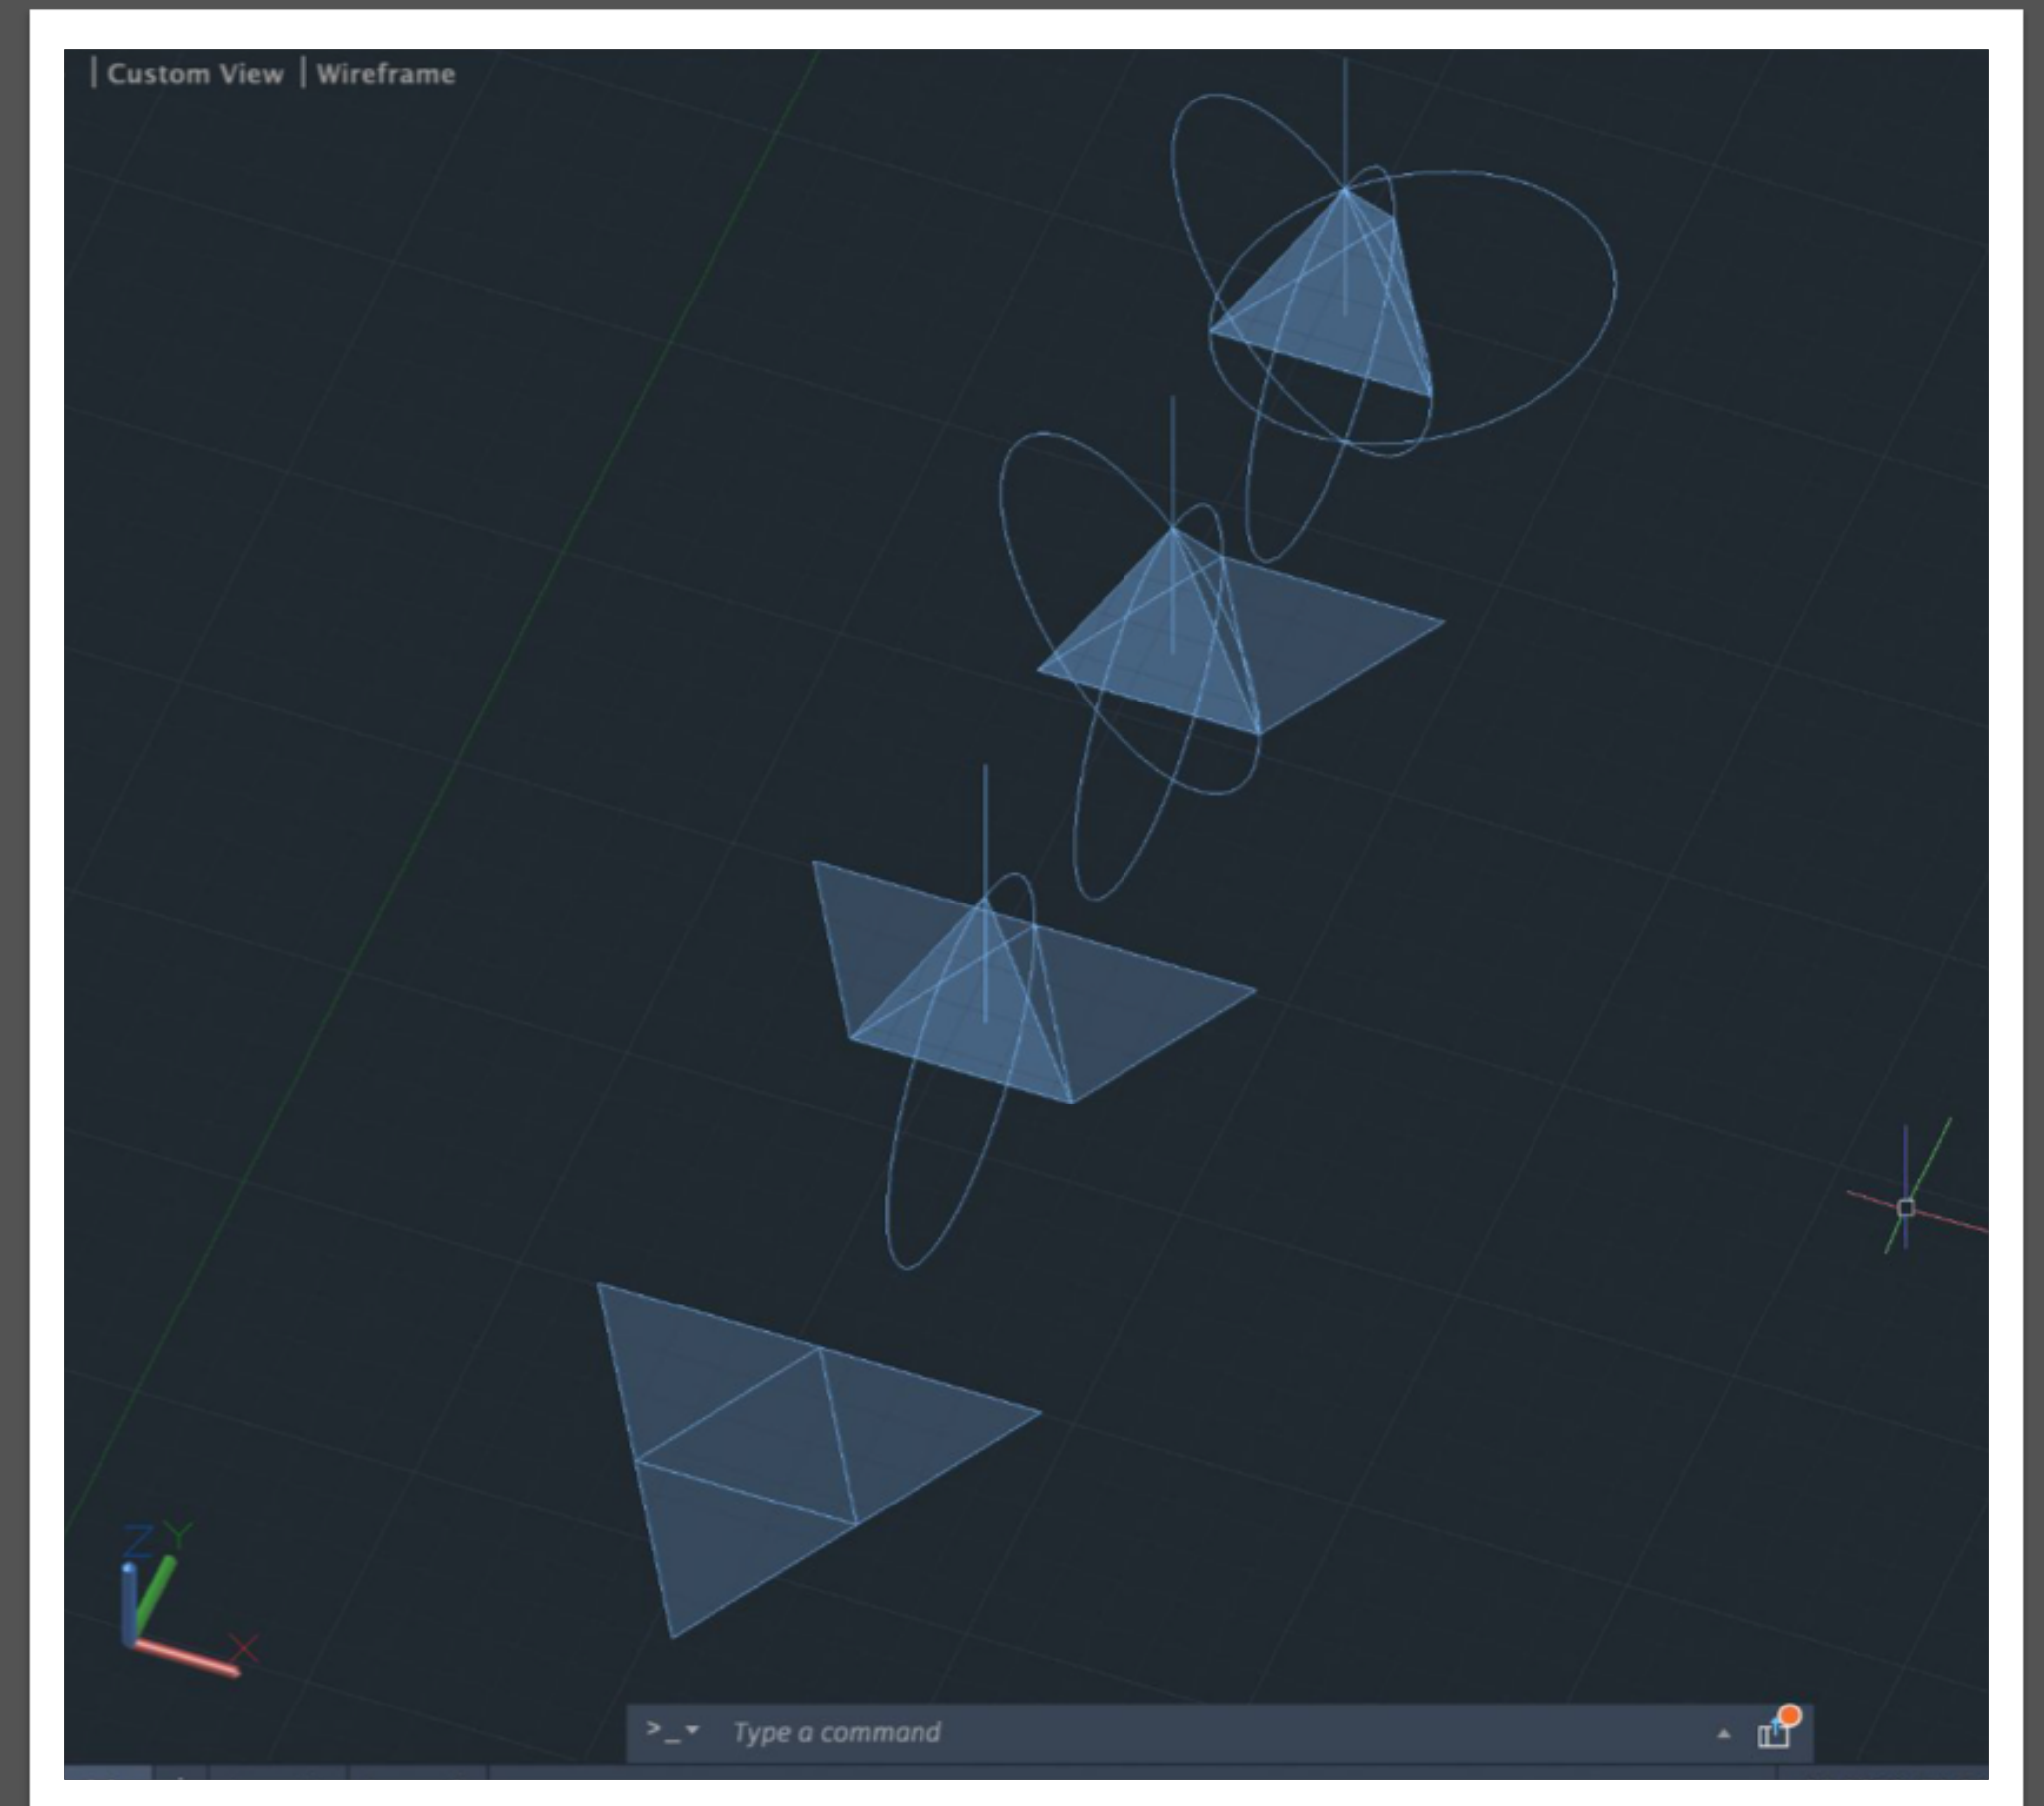 | Custom View | Wireframe
Z Y
X
>_ Type a command